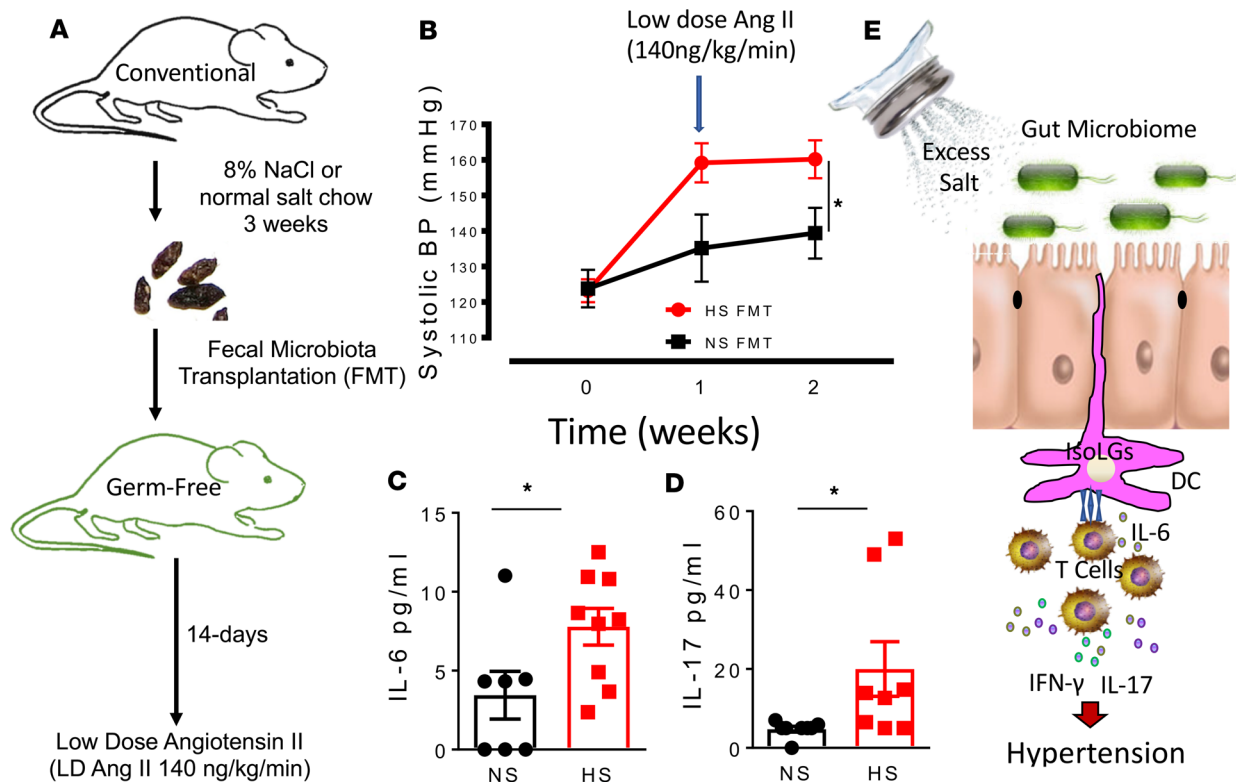 A
Conventional
8% NaCl or
normal salt chow
3 weeks
Fecal Microbiota
Transplantation (FMT)
Germ-Free
14-days
Low Dose Angiotensin II
(LD Ang II 140 ng/kg/min)
B
Low dose Ang II
(140ng/kg/min)
Systolic BP (mmHg)
170
160
150
140
130
120
110
*
HS FMT
NS FMT
0 1 2
Time (weeks)
C
*
IL-6 pg/ml
15
10
5
0
NS HS
D
*
IL-17 pg/ml
60
40
20
0
NS HS
E
Excess
Salt
Gut Microbiome
IsoLGs
DC
IL-6
T Cells
IFN-γ IL-17
Hypertension